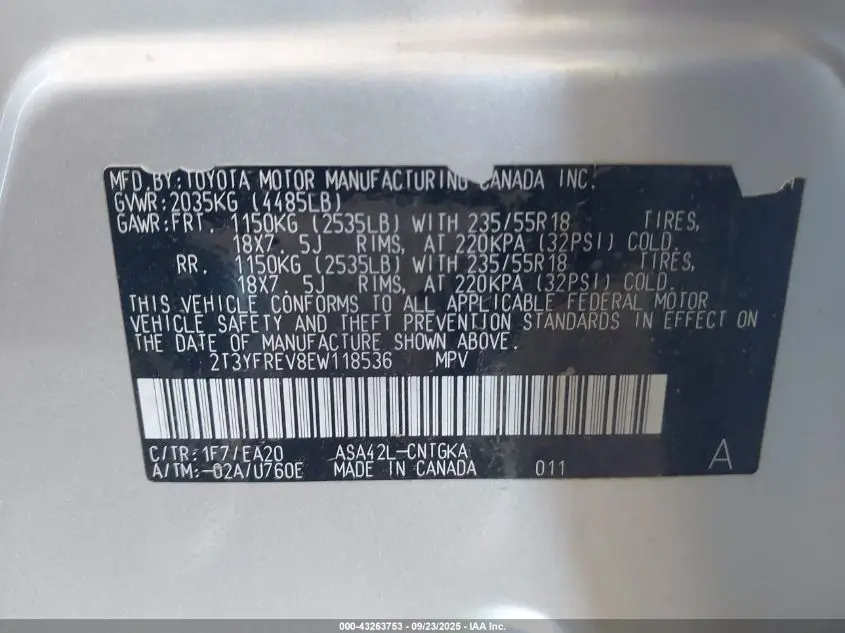 MFD.BY:TOYOTA MOTOR MANUFACTURING CANADA INC.
GVWR:2035KG (4485LB)
GAWR:FRT. 1150KG (2535LB) WITH 235/55R18 TIRES,
18X7 5J RIMS, AT 220KPA (32PSI) COLD.
RR. 1150KG (2535LB) WITH 235/55R18 TIRES,
18X7 5J RIMS, AT 220KPA (32PSI) COLD.
THIS VEHICLE CONFORMS TO ALL APPLICABLE FEDERAL MOTOR
VEHICLE SAFETY AND THEFT PREVENTION STANDARDS IN EFFECT ON
THE DATE OF MANUFACTURE SHOWN ABOVE.
2T3YFREV8EW118536 MPV
C/TR:1F7/EA20 ASA42L-CNTGKA
A/TM:-02A/U760E MADE IN CANADA 011 A
000-43263753 - 09/23/2025 - IAA Inc.